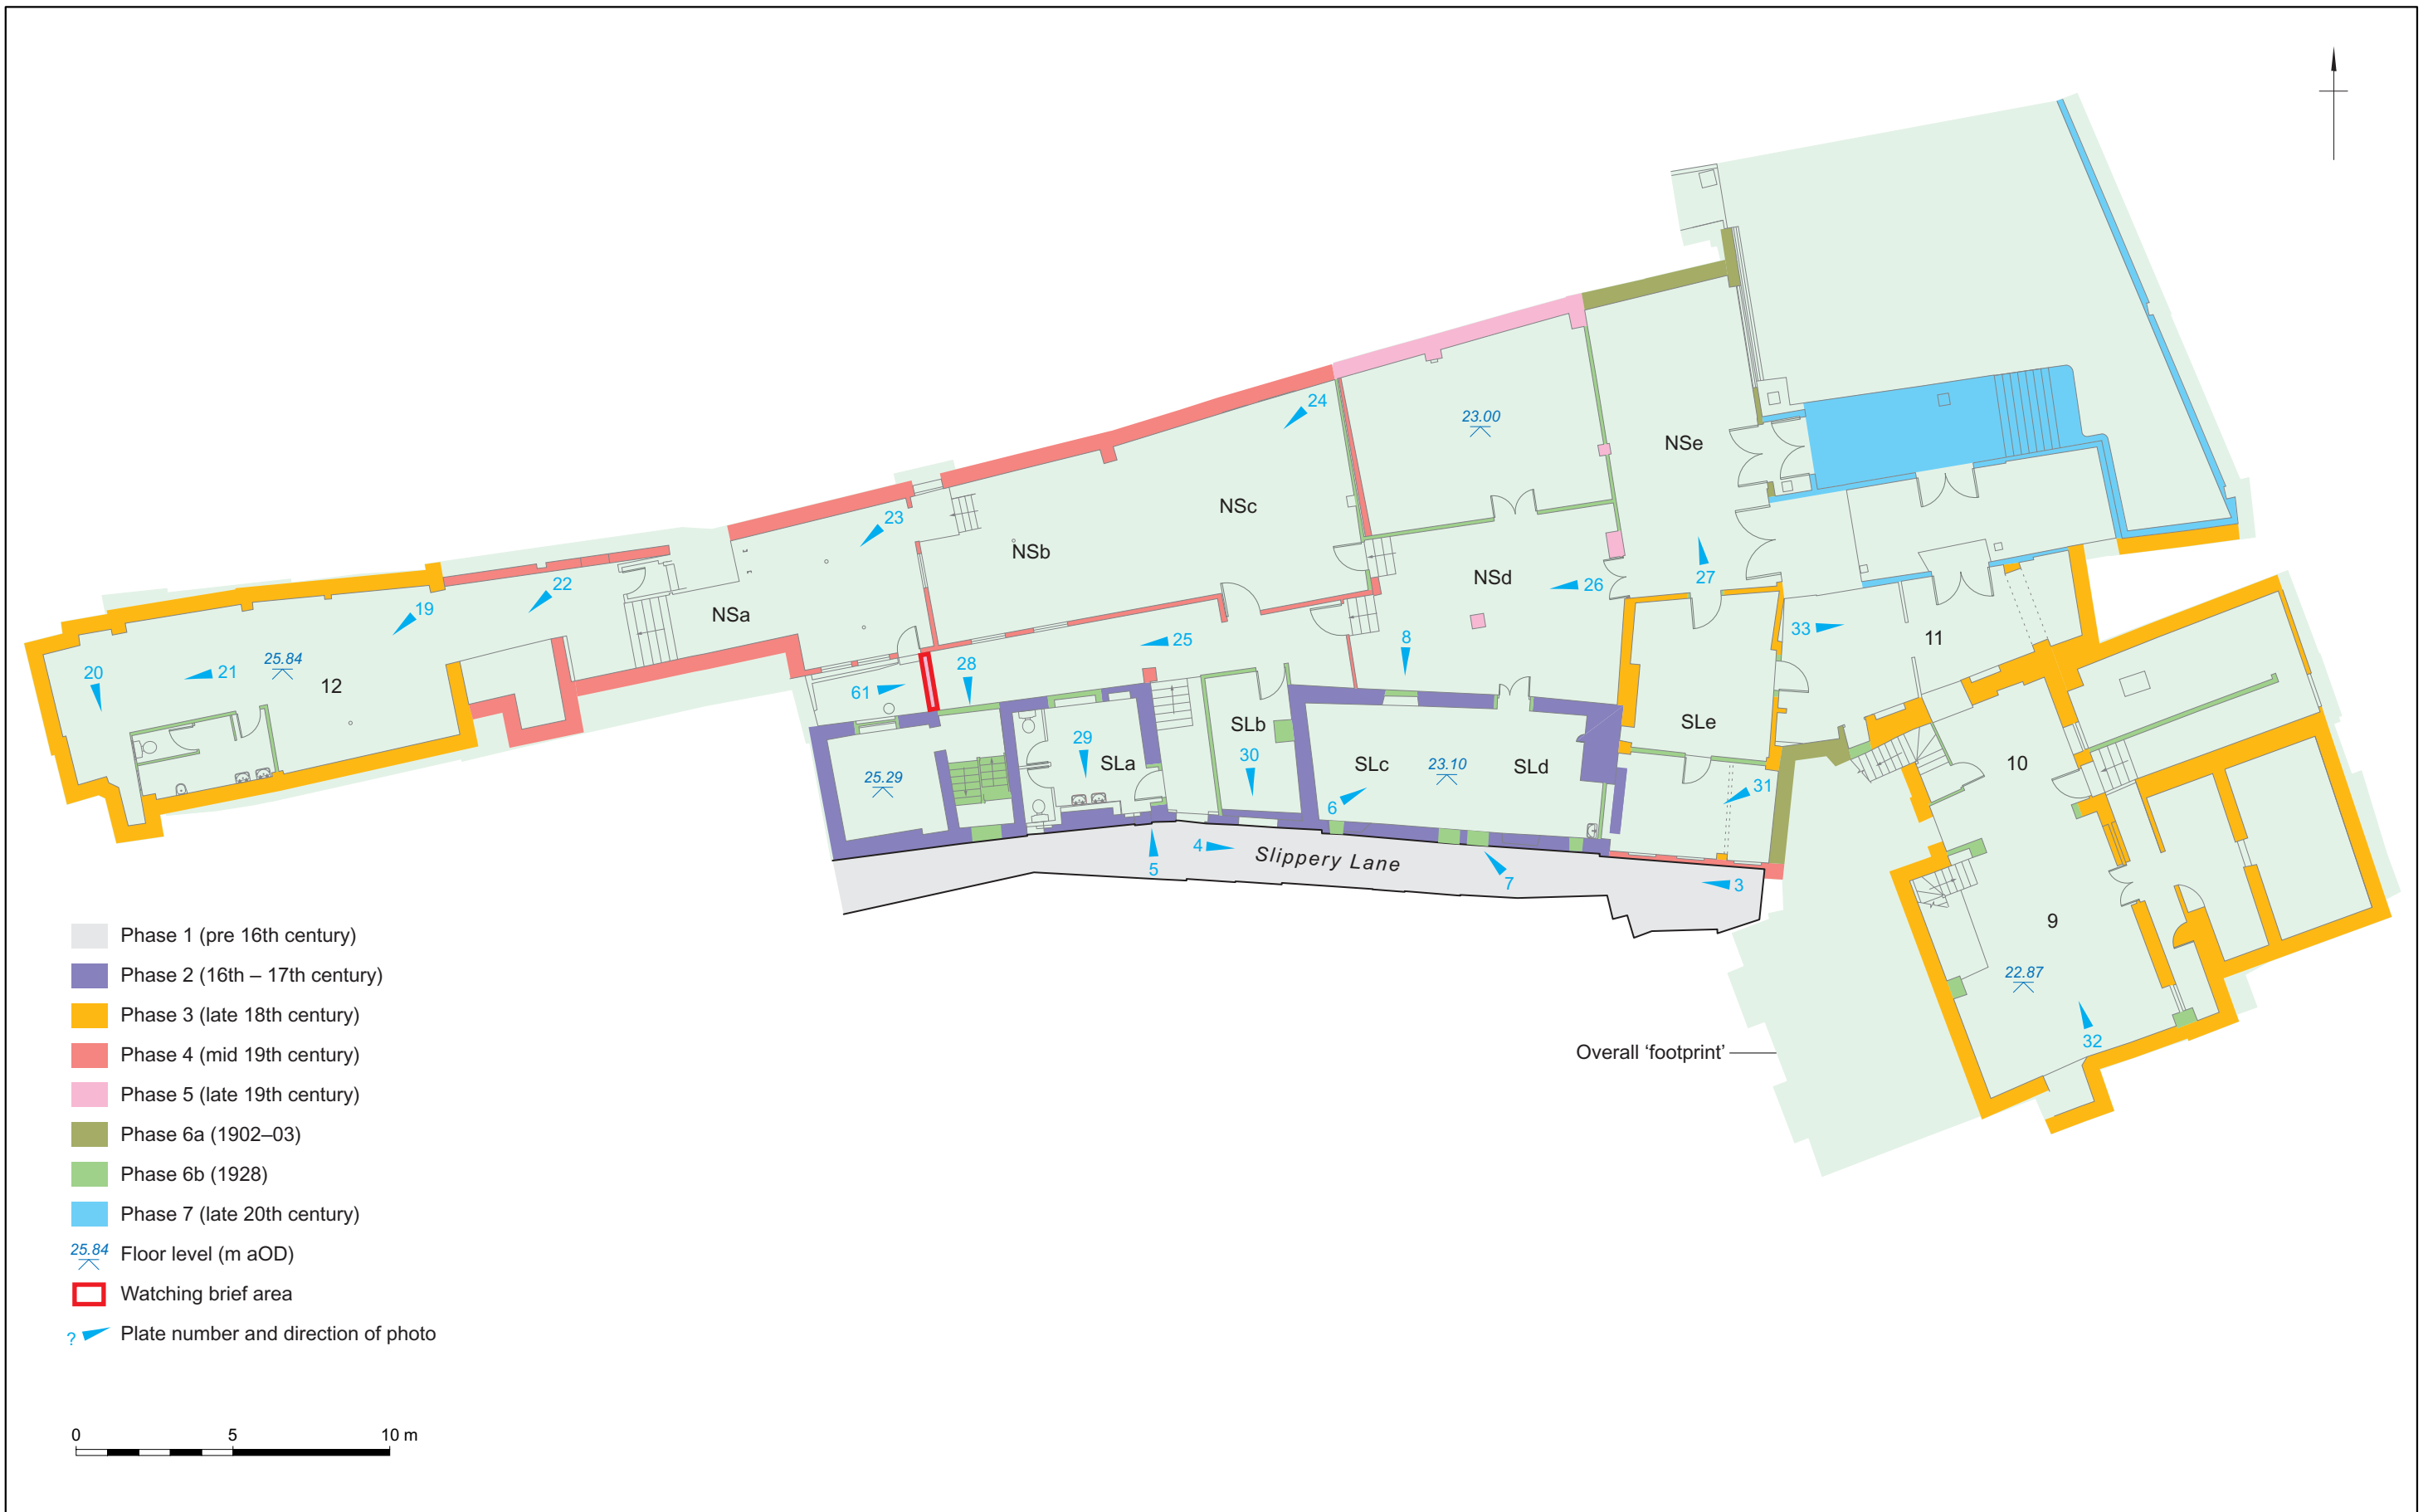 24
23.00
NSe
NSc
23
NSb
22
NSd
26
27
19
NSa
8
33
11
25
28
20
21
25.84
12
61
SLb
SLe
29
30
SLa
SLc
23.10
SLd
10
25.29
31
6
4
Slippery Lane
5
7
3
9
22.87
32
Overall ‘footprint’
Phase 1 (pre 16th century)
Phase 2 (16th – 17th century)
Phase 3 (late 18th century)
Phase 4 (mid 19th century)
Phase 5 (late 19th century)
Phase 6a (1902–03)
Phase 6b (1928)
Phase 7 (late 20th century)
25.84 Floor level (m aOD)
Watching brief area
? Plate number and direction of photo
0 5 10 m